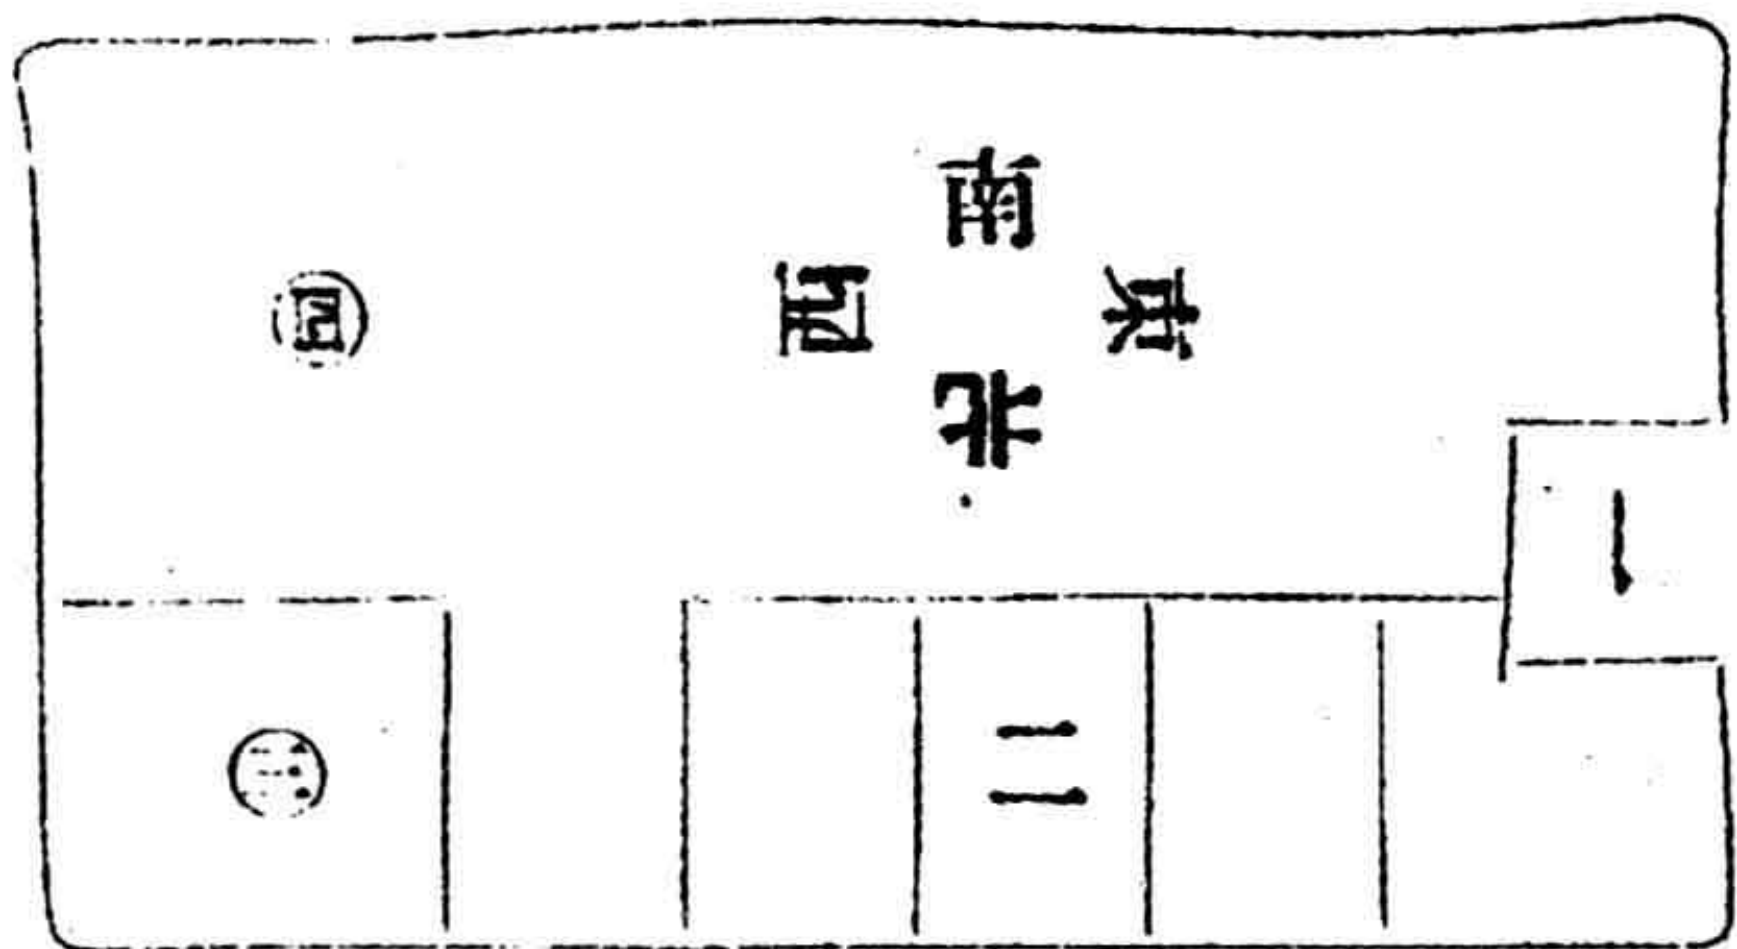 南
西
東
北
一
二
三
四